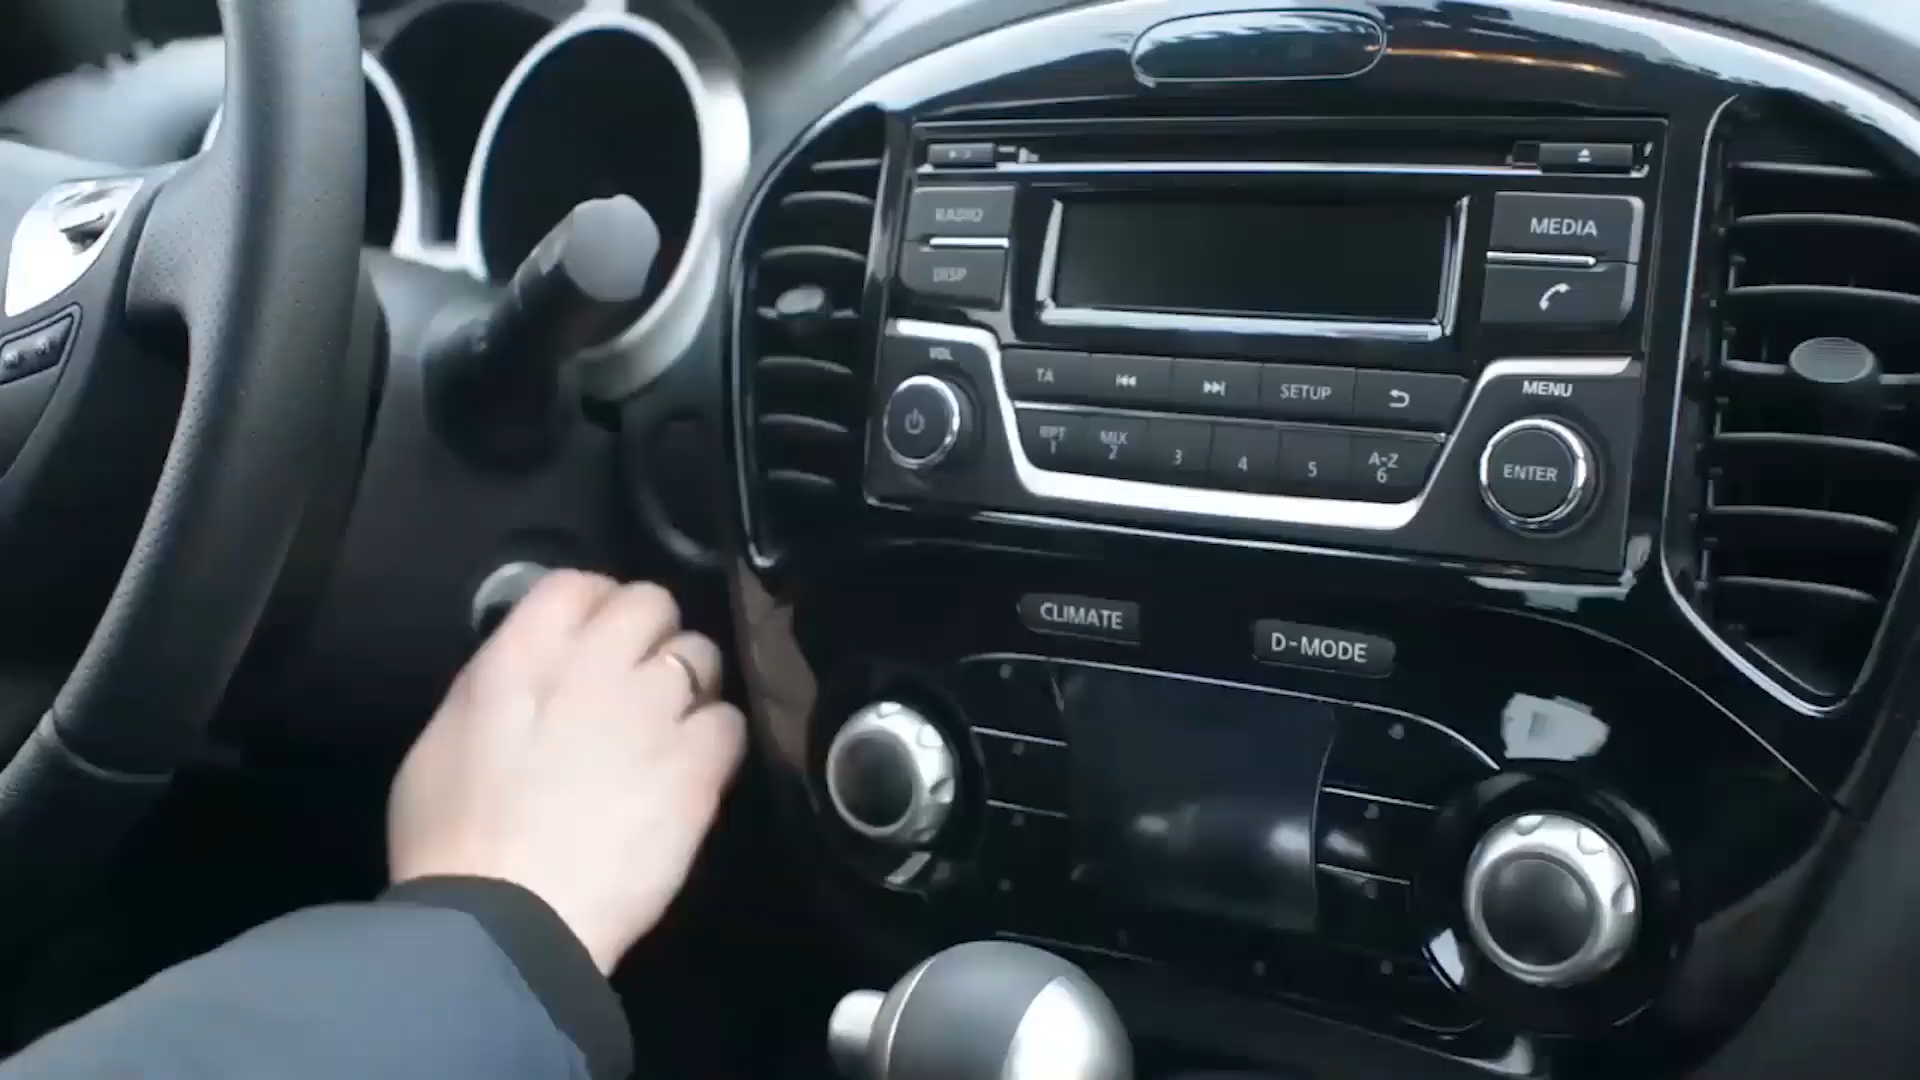 RADIO
MEDIA
DISP
VOL
TA
SETUP
MENU
RPT
1
MIX
2
3
4
5
A-Z
6
ENTER
CLIMATE
D-MODE